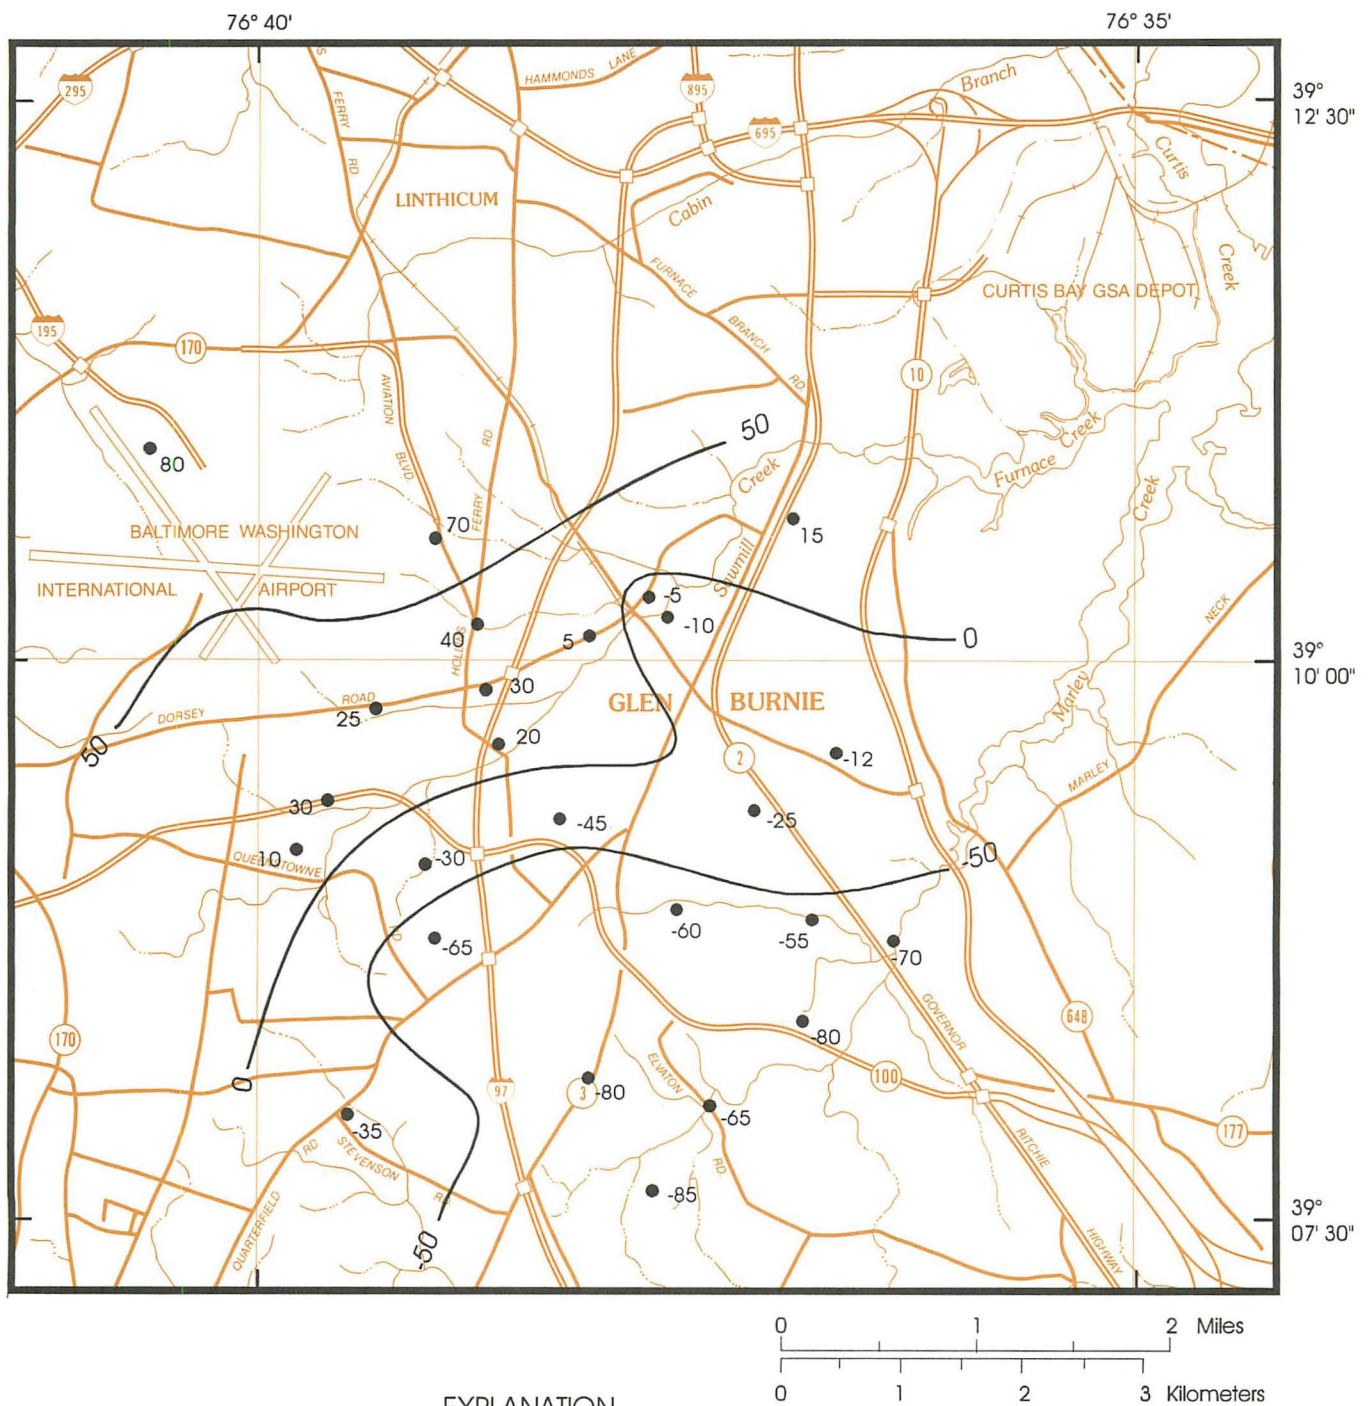 76° 40'
76° 35'
39°
12' 30"
295
FERRY
RD
HAMMONDS LANE
895
695
Branch
Curtis
Creek
LINTHICUM
Cabin
FURNACE
BRANCH
RD.
CURTIS BAY GSA DEPOT
195
170
10
AVIATION
BLVD.
50
RD
FERRY
Creek
Furnace Creek
Creek
80
70
15
BALTIMORE WASHINGTON
INTERNATIONAL AIRPORT
Sawmill
-5
-10
NECK
40
5
0
HOLLINS
39°
10' 00"
30
GLEN BURNIE
Marley
DORSEY
ROAD
25
20
50
2
-12
MARLEY
30
-45
-25
10
QUEENSTOWNE
-30
-50
RD
-65
-60
-55
-70
GOVERNOR
648
-80
170
0
ELVATON
100
97
3
-80
-65
-35
177
RD
STEVENSON
RD.
RD.
RITCHIE
-85
QUARTERFIELD
39°
07' 30"
-50
HIGHWAY
0 1 2 Miles
0 1 2 3 Kilometers
EXPLANATION